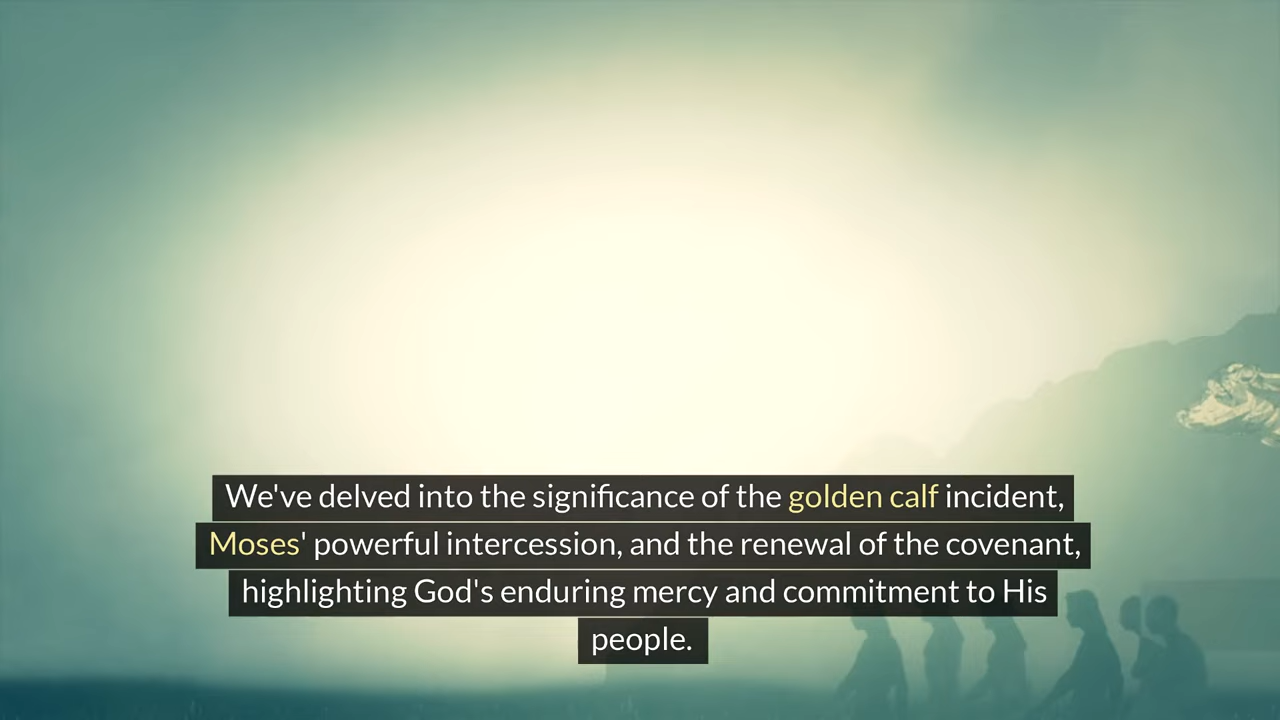 We've delved into the significance of the golden calf incident,
Moses' powerful intercession, and the renewal of the covenant,
highlighting God's enduring mercy and commitment to His
people.